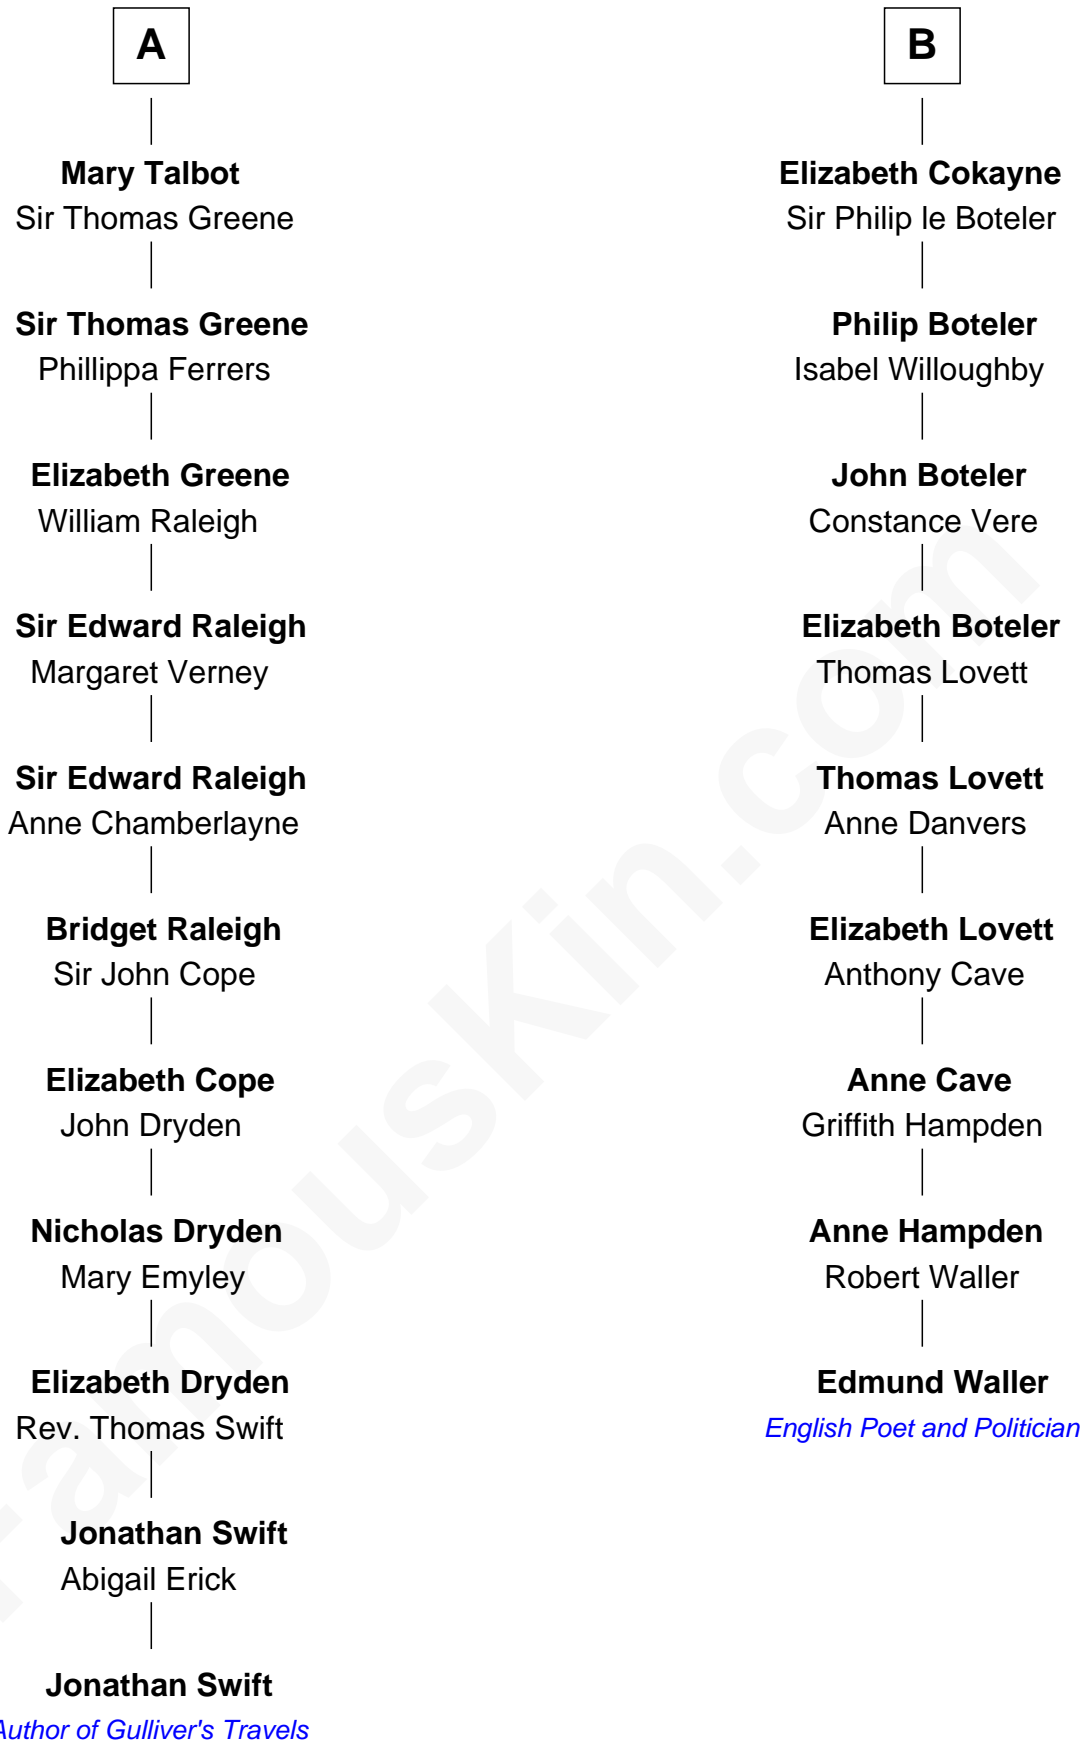 A
Mary Talbot
Sir Thomas Greene
Sir Thomas Greene
Phillippa Ferrers
Elizabeth Greene
William Raleigh
Sir Edward Raleigh
Margaret Verney
Sir Edward Raleigh
Anne Chamberlayne
Bridget Raleigh
Sir John Cope
Elizabeth Cope
John Dryden
Nicholas Dryden
Mary Emyley
Elizabeth Dryden
Rev. Thomas Swift
Jonathan Swift
Abigail Erick
Jonathan Swift
Author of Gulliver's Travels
B
Elizabeth Cokayne
Sir Philip le Boteler
Philip Boteler
Isabel Willoughby
John Boteler
Constance Vere
Elizabeth Boteler
Thomas Lovett
Thomas Lovett
Anne Danvers
Elizabeth Lovett
Anthony Cave
Anne Cave
Griffith Hampden
Anne Hampden
Robert Waller
Edmund Waller
English Poet and Politician
FamousKin.com